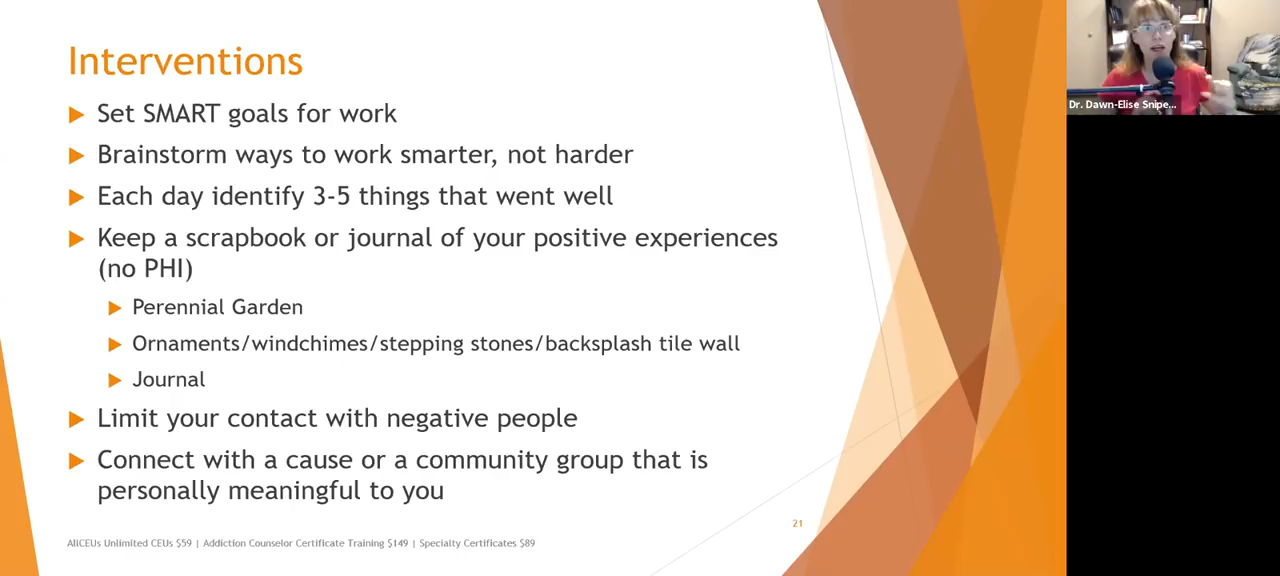 Interventions
Set SMART goals for work
Brainstorm ways to work smarter, not harder
Each day identify 3-5 things that went well
Keep a scrapbook or journal of your positive experiences
(no PHI)
Perennial Garden
Ornaments/windchimes/stepping stones/backsplash tile wall
Journal
Limit your contact with negative people
Connect with a cause or a community group that is
personally meaningful to you
21
AllCEUs Unlimited CEUs $59 | Addiction Counselor Certificate Training $149 | Specialty Certificates $89
Dr. Dawn-Elise Snipe...